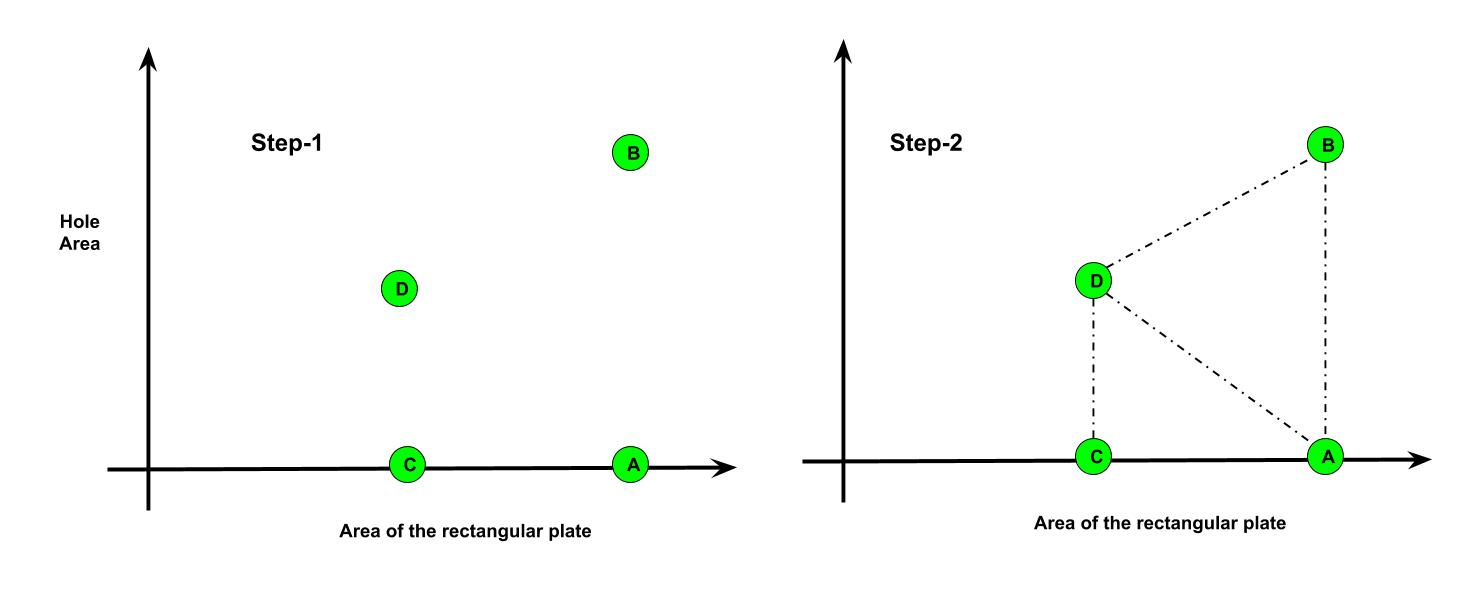 Step-1
B
Hole
Area
D
C
A
Area of the rectangular plate
Step-2
B
D
C
A
Area of the rectangular plate